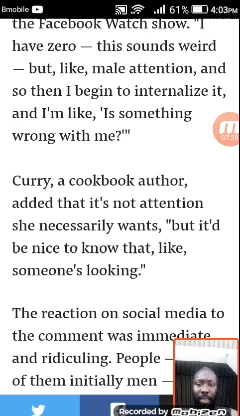 Bmobile 61% 4:03PM
the Facebook Watch show. "I
have zero — this sounds weird
— but, like, male attention, and
so then I begin to internalize it,
and I'm like, 'Is something
wrong with me?'"
07:38
Curry, a cookbook author,
added that it's not attention
she necessarily wants, "but it'd
be nice to know that, like,
someone's looking."
The reaction on social media to
the comment was immediate
and ridiculing. People —
of them initially men —
Recorded by Mobizen